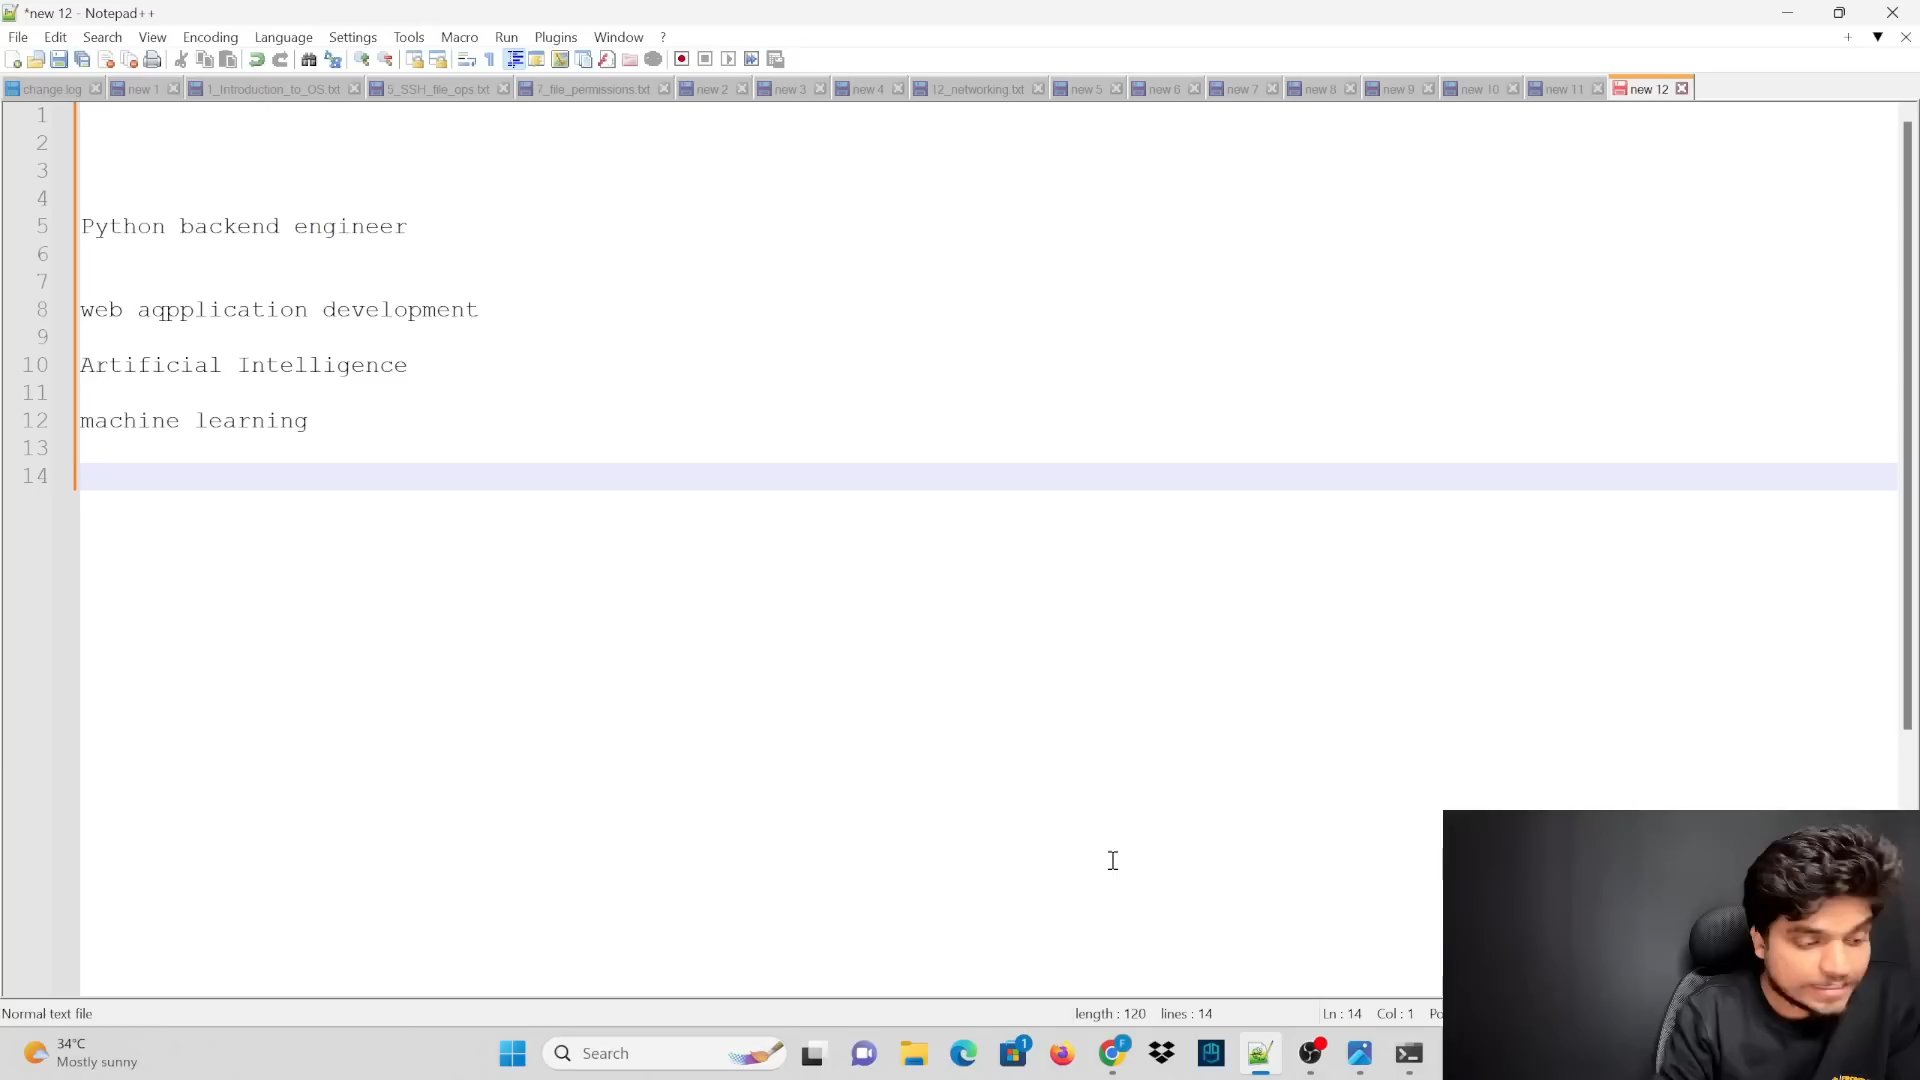 *new 12 - Notepad++
File Edit Search View Encoding Language Settings Tools Macro Run Plugins Window ?
change.log new 1 1_Introduction_to_OS.txt 5_SSH_file_ops.txt 7_file_permissions.txt new 2 new 3 new 4 12_networking.txt new 5 new 6 new 7 new 8 new 9 new 10 new 11 new 12
1
2
3
4
5 Python backend engineer
6
7
8 web aqpplication development
9
10 Artificial Intelligence
11
12 machine learning
13
14
Normal text file length : 120 lines : 14 Ln : 14 Col : 1 Po
34°C
Mostly sunny
Search
1
F